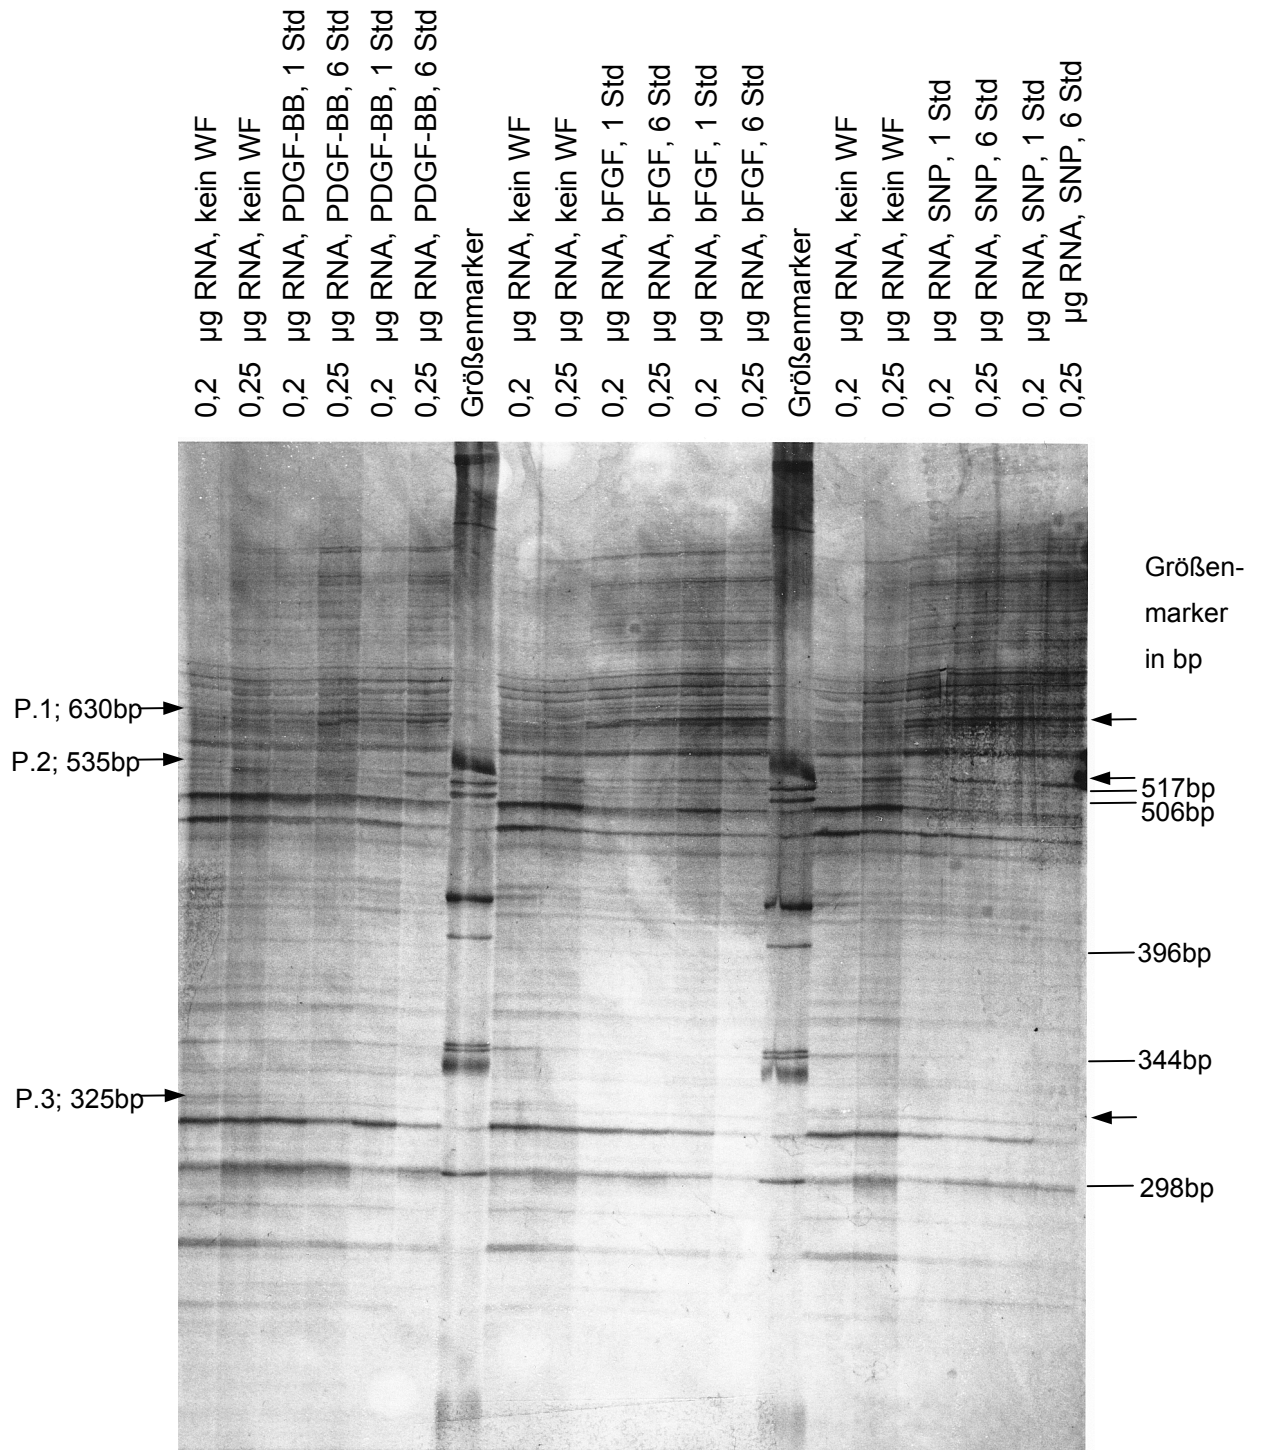 0,2 µg RNA, kein WF
0,25 µg RNA, kein WF
0,2 µg RNA, PDGF-BB, 1 Std
0,25 µg RNA, PDGF-BB, 6 Std
0,2 µg RNA, PDGF-BB, 1 Std
0,25 µg RNA, PDGF-BB, 6 Std
Größenmarker
0,2 µg RNA, kein WF
0,25 µg RNA, kein WF
0,2 µg RNA, bFGF, 1 Std
0,25 µg RNA, bFGF, 6 Std
0,2 µg RNA, bFGF, 1 Std
0,25 µg RNA, bFGF, 6 Std
Größenmarker
0,2 µg RNA, kein WF
0,25 µg RNA, kein WF
0,2 µg RNA, SNP, 1 Std
0,25 µg RNA, SNP, 6 Std
0,2 µg RNA, SNP, 1 Std
0,25 µg RNA, SNP, 6 Std
Größen-
marker
in bp
P.1; 630bp
P.2; 535bp
517bp
506bp
396bp
344bp
P.3; 325bp
298bp